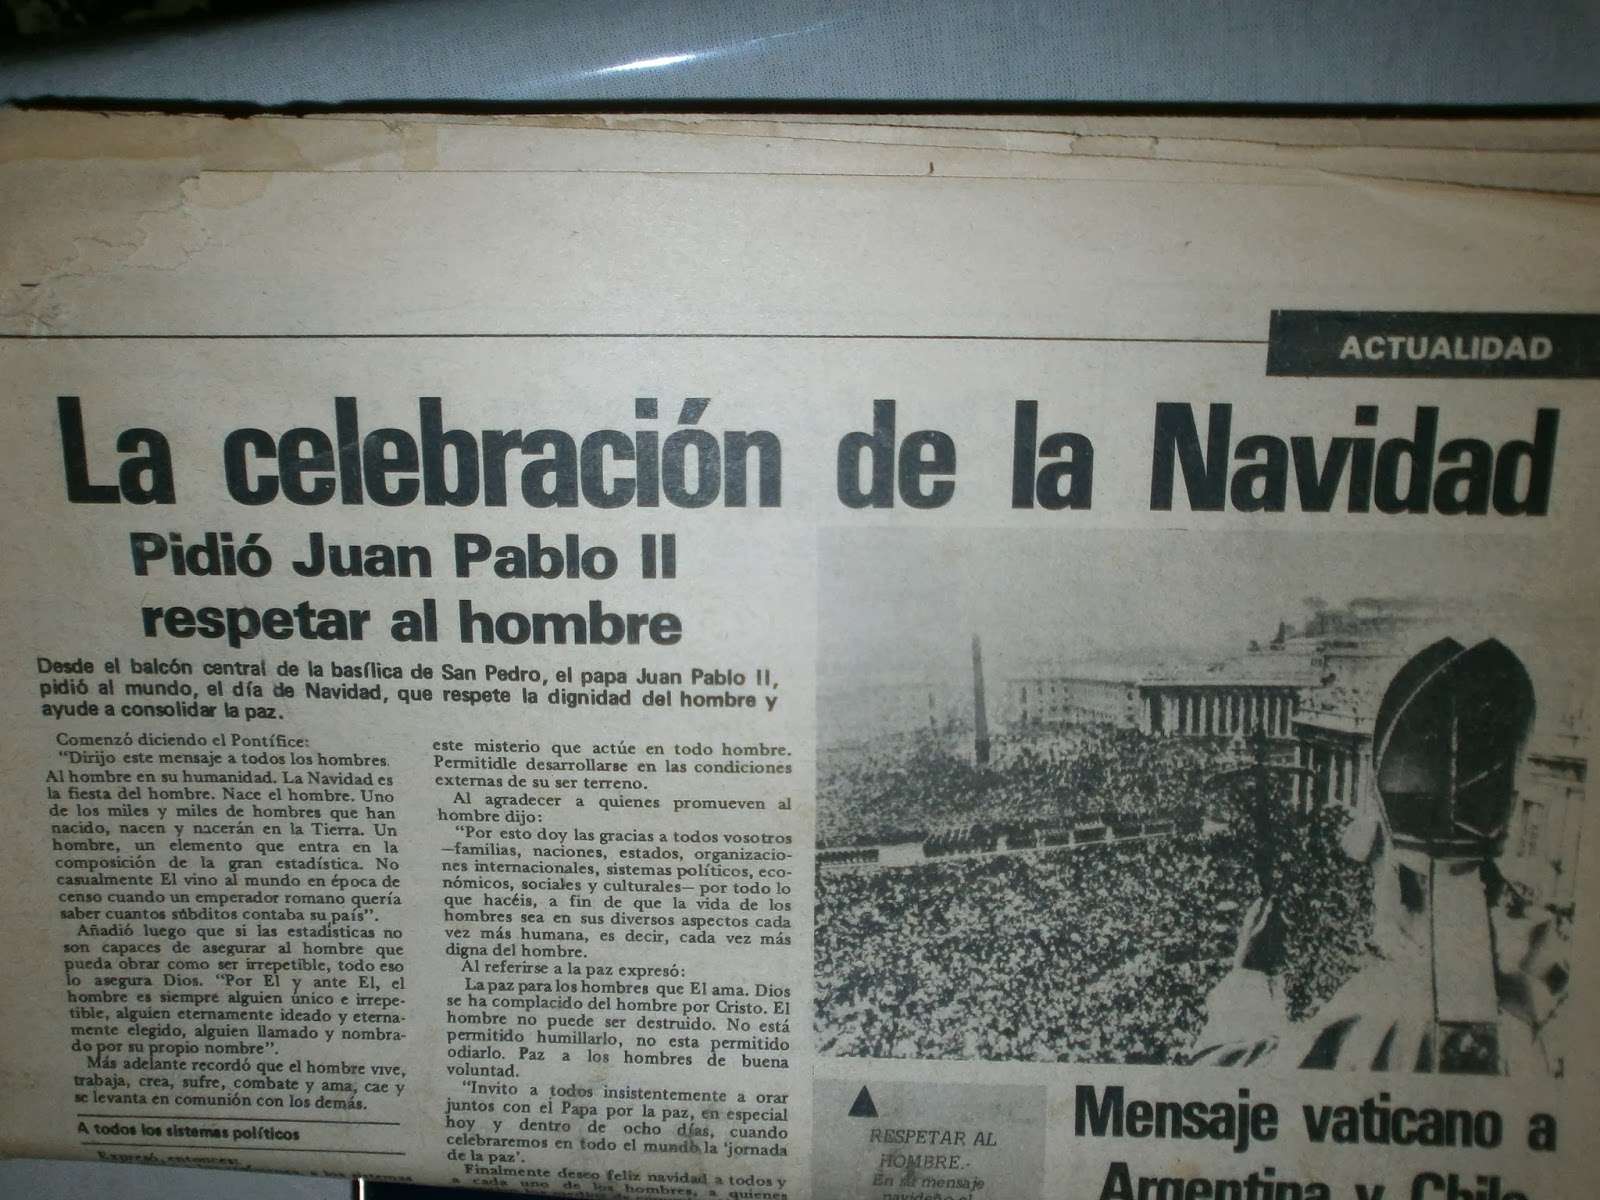 ACTUALIDAD
La celebración de la Navidad
Pidió Juan Pablo II
respetar al hombre
Desde el balcón central de la basílica de San Pedro, el papa Juan Pablo II,
pidió al mundo, el día de Navidad, que respete la dignidad del hombre y
ayude a consolidar la paz.
Comenzó diciendo el Pontífice:
"Dirijo este mensaje a todos los hombres.
Al hombre en su humanidad. La Navidad es
la fiesta del hombre. Nace el hombre. Uno
de los miles y miles de hombres que han
nacido, nacen y nacerán en la Tierra. Un
hombre, un elemento que entra en la
composición de la gran estadística. No
casualmente El vino al mundo en época de
censo cuando un emperador romano quería
saber cuantos súbditos contaba su país".
Añadió luego que si las estadísticas no
son capaces de asegurar al hombre que
pueda obrar como ser irrepetible, todo eso
lo asegura Dios. "Por El y ante El, el
hombre es siempre alguien único e irrepe-
tible, alguien eternamente ideado y eterna-
mente elegido, alguien llamado y nombra-
do por su propio nombre".
Más adelante recordó que el hombre vive,
trabaja, crea, sufre, combate y ama, cae y
se levanta en comunión con los demás.
A todos los sistemas políticos
Expresó, entonces:
este misterio que actúe en todo hombre.
Permitidle desarrollarse en las condiciones
externas de su ser terreno.
Al agradecer a quienes promueven al
hombre dijo:
"Por esto doy las gracias a todos vosotros
—familias, naciones, estados, organizacio-
nes internacionales, sistemas políticos, eco-
nómicos, sociales y culturales— por todo lo
que hacéis, a fin de que la vida de los
hombres sea en sus diversos aspectos cada
vez más humana, es decir, cada vez más
digna del hombre.
Al referirse a la paz expresó:
La paz para los hombres que El ama. Dios
se ha complacido del hombre por Cristo. El
hombre no puede ser destruido. No está
permitido humillarlo, no esta permitido
odiarlo. Paz a los hombres de buena
voluntad.
"Invito a todos insistentemente a orar
juntos con el Papa por la paz, en especial
hoy y dentro de ocho días, cuando
celebraremos en todo el mundo la 'jornada
de la paz'.
Finalmente deseo feliz navidad a todos y
a cada uno de los hombres, a quienes
RESPETAR AL
HOMBRE.-
En su mensaje
navideño el
Mensaje vaticano a
Argentina y Chile